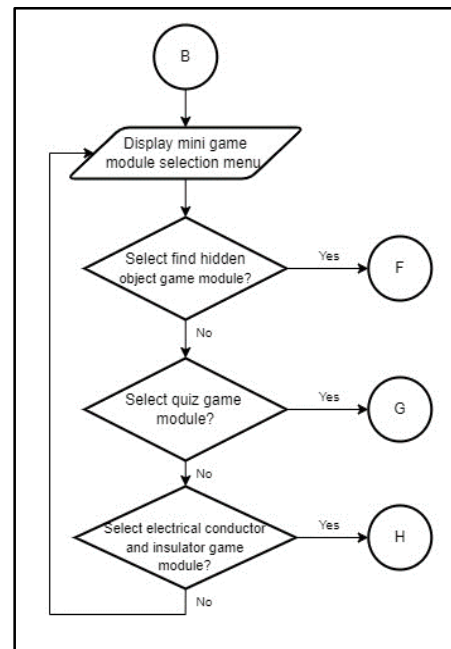 B
Display mini game
module selection menu
Select find hidden
object game module?
Yes
F
No
Select quiz game
module?
Yes
G
No
Select electrical conductor
and insulator game
module?
Yes
H
No